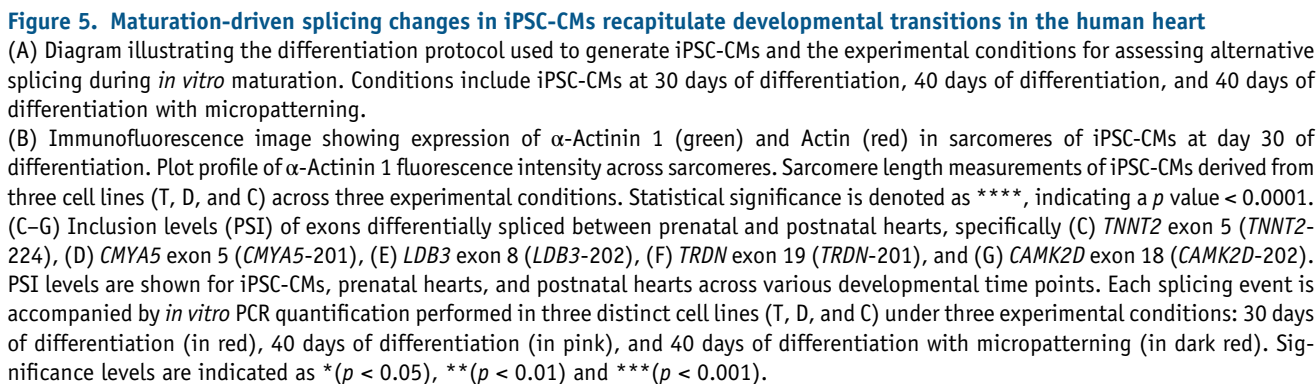 Figure 5. Maturation-driven splicing changes in iPSC-CMs recapitulate developmental transitions in the human heart
(A) Diagram illustrating the differentiation protocol used to generate iPSC-CMs and the experimental conditions for assessing alternative
splicing during in vitro maturation. Conditions include iPSC-CMs at 30 days of differentiation, 40 days of differentiation, and 40 days of
differentiation with micropatterning.
(B) Immunofluorescence image showing expression of α-Actinin 1 (green) and Actin (red) in sarcomeres of iPSC-CMs at day 30 of
differentiation. Plot profile of α-Actinin 1 fluorescence intensity across sarcomeres. Sarcomere length measurements of iPSC-CMs derived from
three cell lines (T, D, and C) across three experimental conditions. Statistical significance is denoted as ****, indicating a p value < 0.0001.
(C–G) Inclusion levels (PSI) of exons differentially spliced between prenatal and postnatal hearts, specifically (C) TNNT2 exon 5 (TNNT2-
224), (D) CMYA5 exon 5 (CMYA5-201), (E) LDB3 exon 8 (LDB3-202), (F) TRDN exon 19 (TRDN-201), and (G) CAMK2D exon 18 (CAMK2D-202).
PSI levels are shown for iPSC-CMs, prenatal hearts, and postnatal hearts across various developmental time points. Each splicing event is
accompanied by in vitro PCR quantification performed in three distinct cell lines (T, D, and C) under three experimental conditions: 30 days
of differentiation (in red), 40 days of differentiation (in pink), and 40 days of differentiation with micropatterning (in dark red). Sig-
nificance levels are indicated as *(p < 0.05), **(p < 0.01) and ***(p < 0.001).